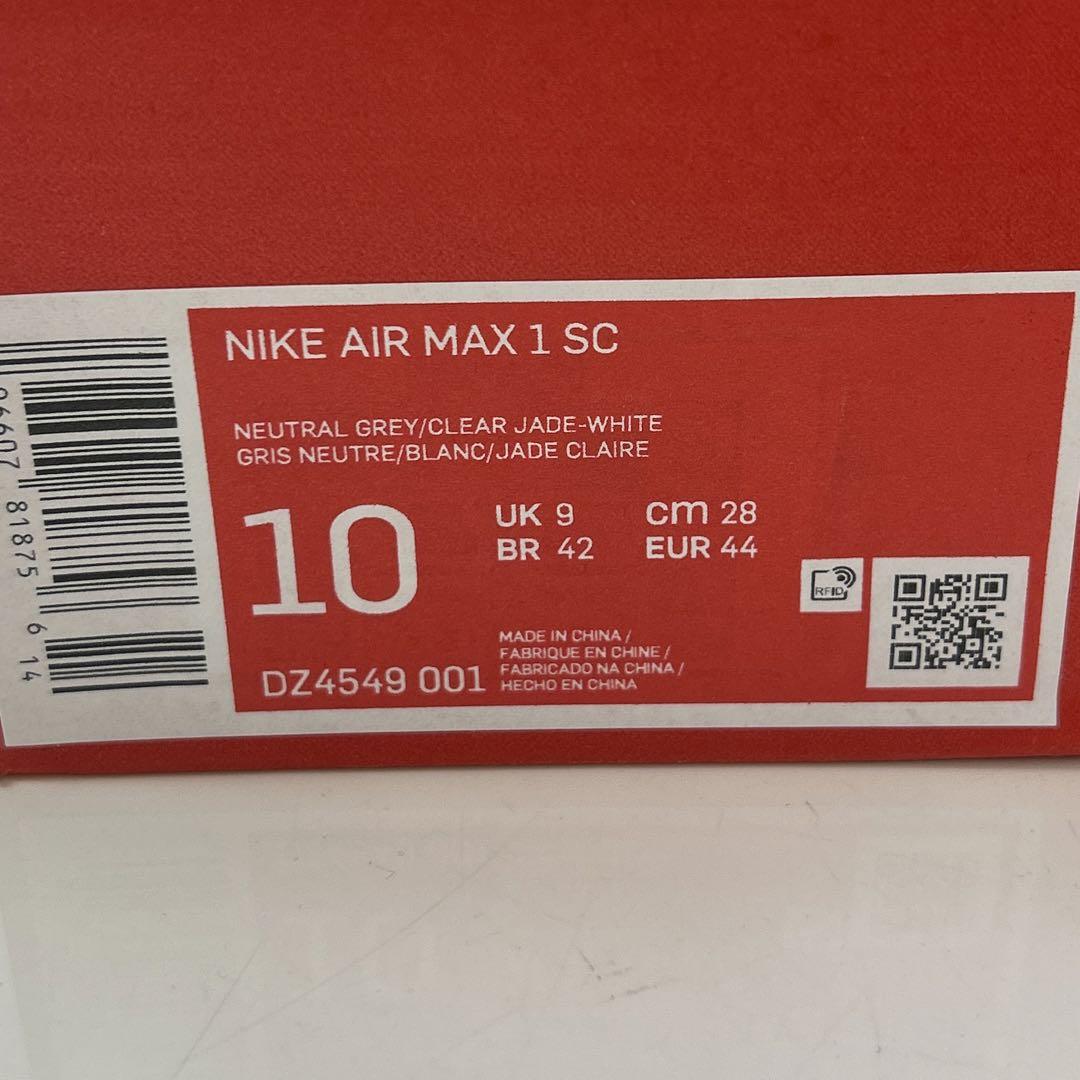 NIKE AIR MAX 1 SC
NEUTRAL GREY/CLEAR JADE-WHITE
GRIS NEUTRE/BLANC/JADE CLAIRE
10
UK 9
cm 28
BR 42
EUR 44
RFID
MADE IN CHINA /
FABRIQUE EN CHINE /
FABRICADO NA CHINA /
HECHO EN CHINA
DZ4549 001
81875 6 14